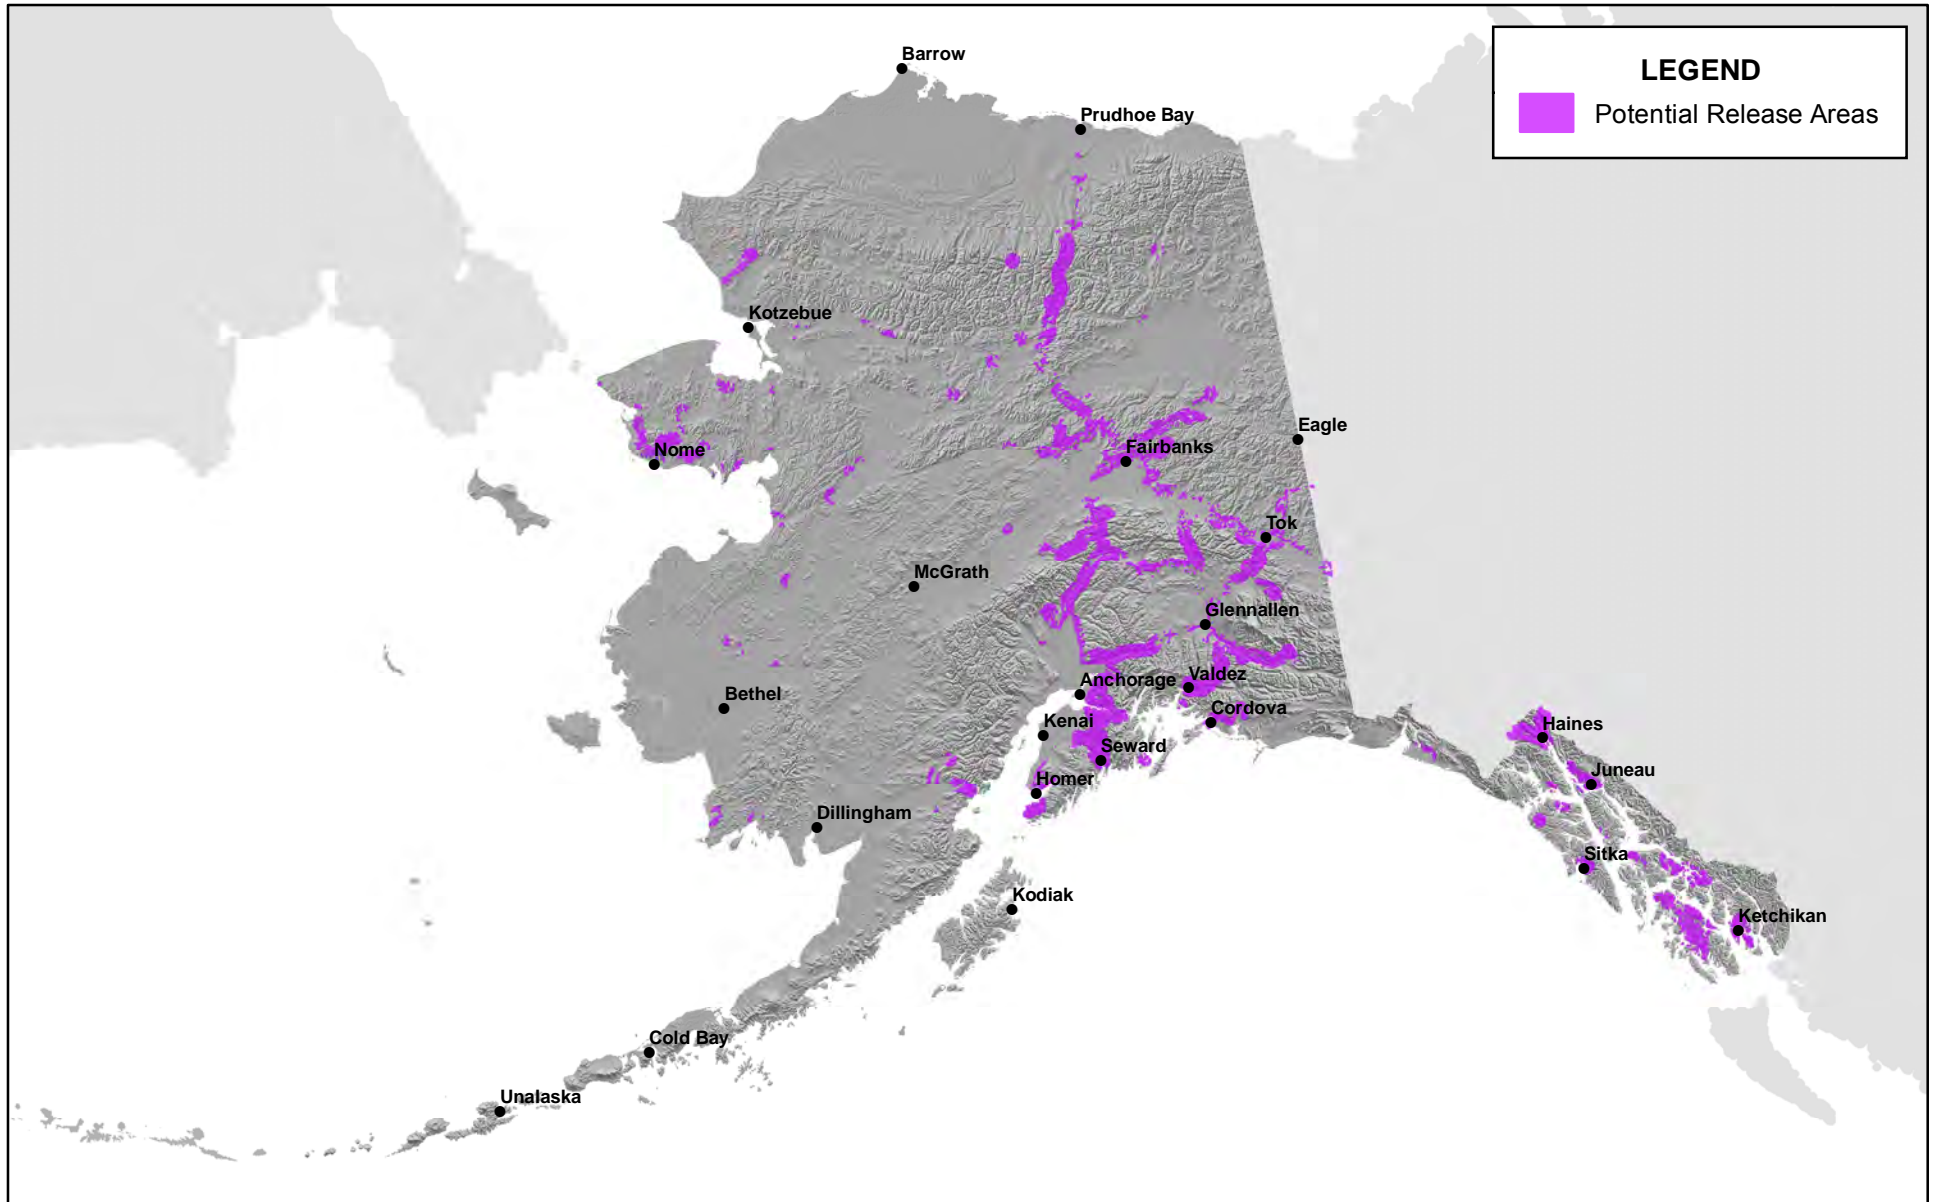 Barrow
LEGEND
Potential Release Areas
Prudhoe Bay
Kotzebue
Eagle
Nome
Fairbanks
Tok
McGrath
Glennallen
Anchorage
Valdez
Bethel
Cordova
Kenai
Haines
Seward
Juneau
Homer
Dillingham
Sitka
Kodiak
Ketchikan
Cold Bay
Unalaska